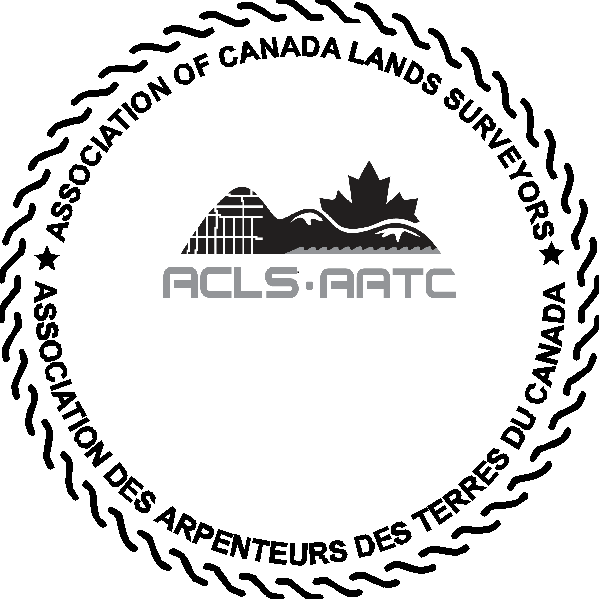 ASSOCIATION OF CANADA LANDS SURVEYORS
ACLS·AATC
ASSOCIATION DES ARPENTEURS DES TERRES DU CANADA